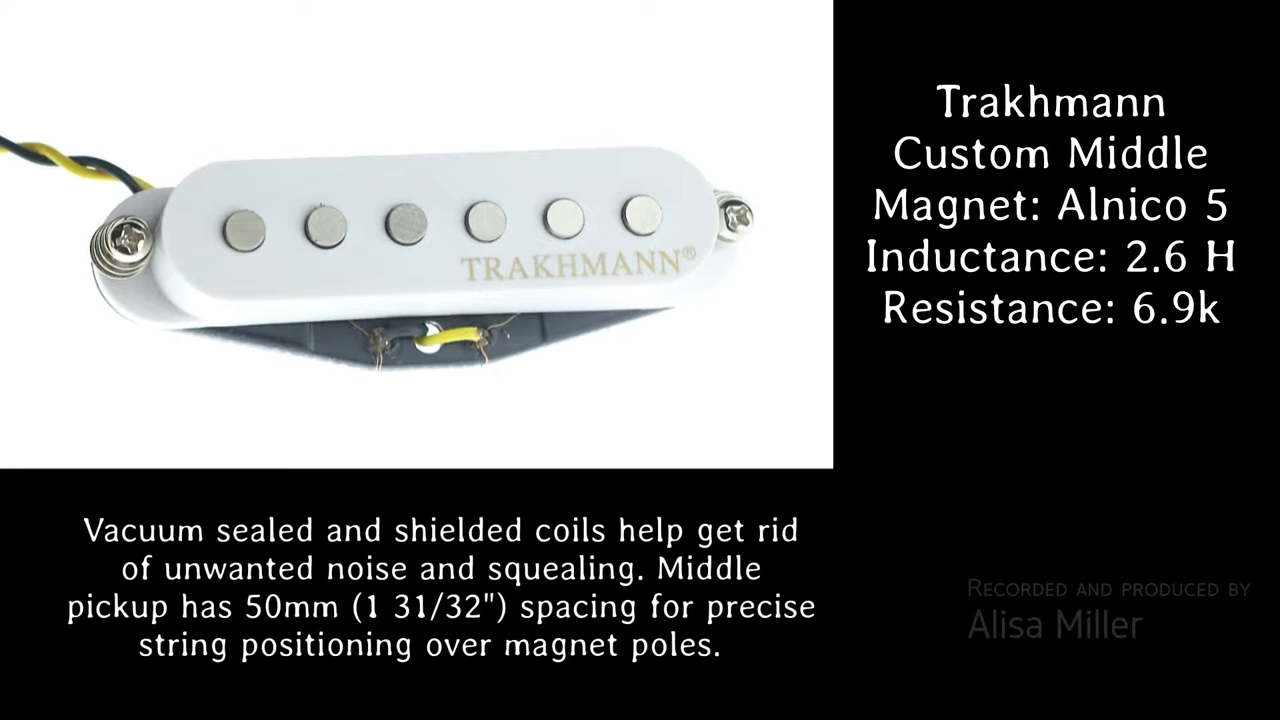 TRAKHMANN®
Trakhmann
Custom Middle
Magnet: Alnico 5
Inductance: 2.6 H
Resistance: 6.9k
Vacuum sealed and shielded coils help get rid
of unwanted noise and squealing. Middle
pickup has 50mm (1 31/32") spacing for precise
string positioning over magnet poles.
RECORDED AND PRODUCED BY
Alisa Miller